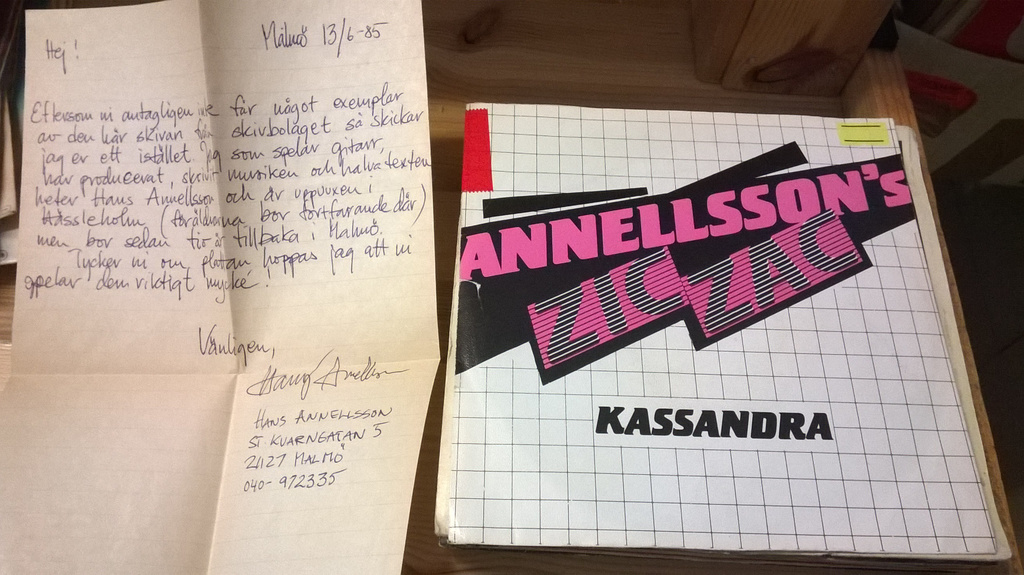 Hej!
Malmö 13/6-85
Eftersom ni antagligen inte får något exemplar
av den här skivan från skivbolaget så skickar
jag er ett istället. Jag som spelar gitarr,
har producerat, skrivit musiken och halva texten
heter Hans Annellsson och är uppvuxen i
Hässleholm (föräldrarna bor fortfarande där)
men bor sedan tio år tillbaka i Malmö.
Tycker ni om plattan hoppas jag att ni
spelar den riktigt mycké!
Vänligen,
HANS ANNELLSSON
ST. KVARNGATAN 5
21127 MALMÖ
040-972335
ANNELLSSON's
ZIC ZAC
KASSANDRA